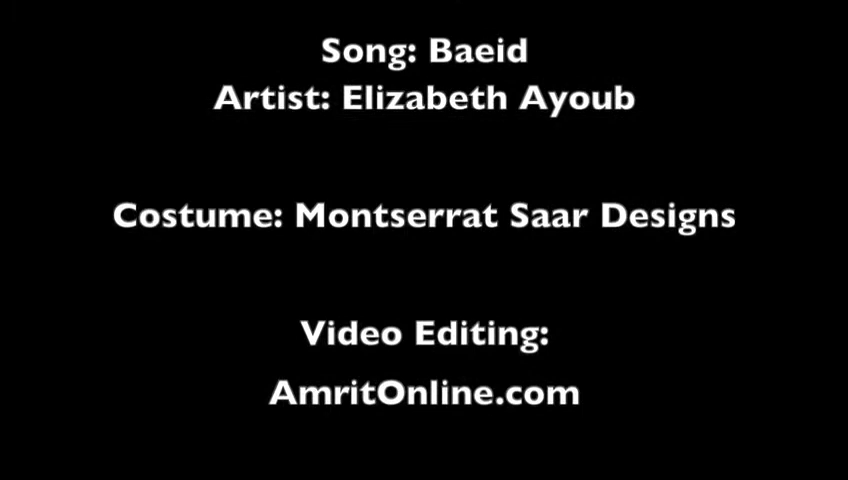 Song: Baeid
Artist: Elizabeth Ayoub
Costume: Montserrat Saar Designs
Video Editing:
AmritOnline.com